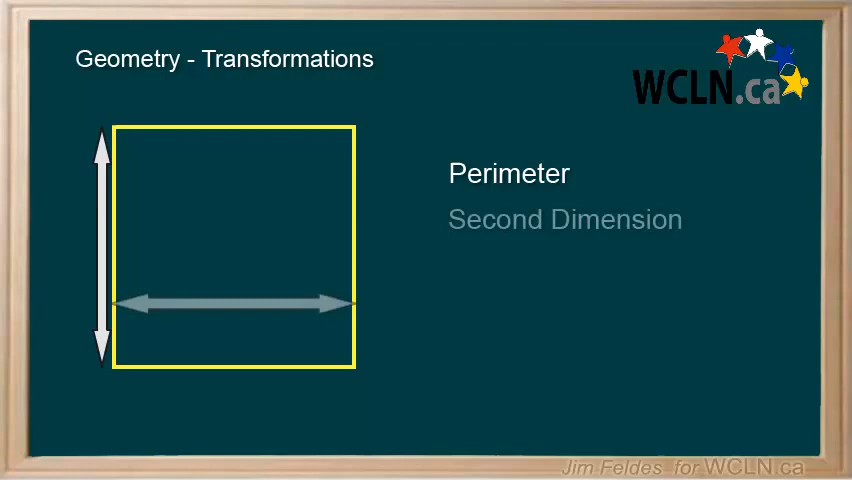 Geometry - Transformations
WCLN.ca
Perimeter
Second Dimension
Jim Feldes for WCLN.ca